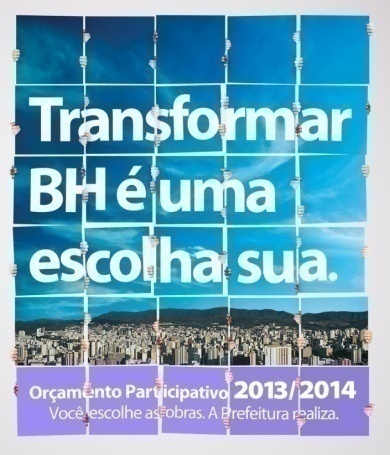 Transformar
BH é uma
escolha sua.
Orçamento Participativo 2013/2014
Você escolhe as obras. A Prefeitura realiza.